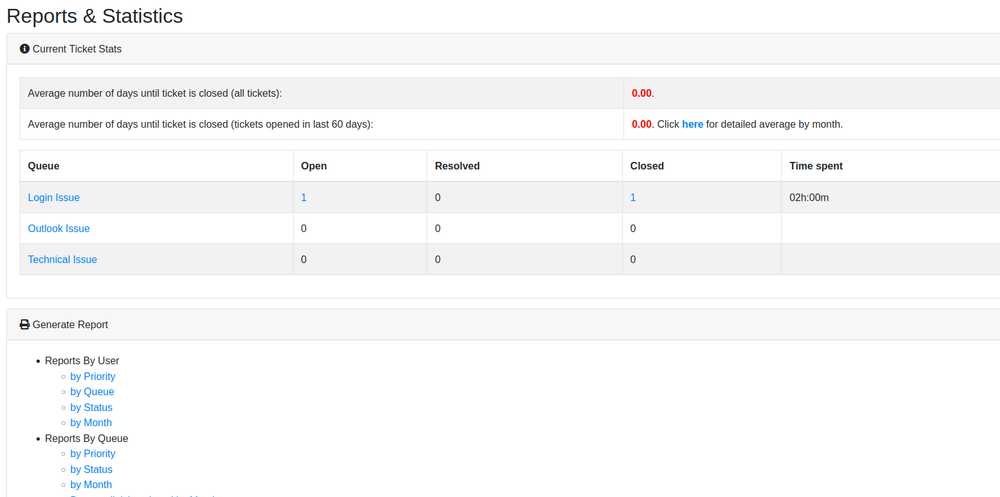 Reports & Statistics
Current Ticket Stats
Average number of days until ticket is closed (all tickets): 0.00.
Average number of days until ticket is closed (tickets opened in last 60 days): 0.00. Click here for detailed average by month.
Queue Open Resolved Closed Time spent
Login Issue 1 0 1 02h:00m
Outlook Issue 0 0 0
Technical Issue 0 0 0
Generate Report
Reports By User
by Priority
by Queue
by Status
by Month
Reports By Queue
by Priority
by Status
by Month